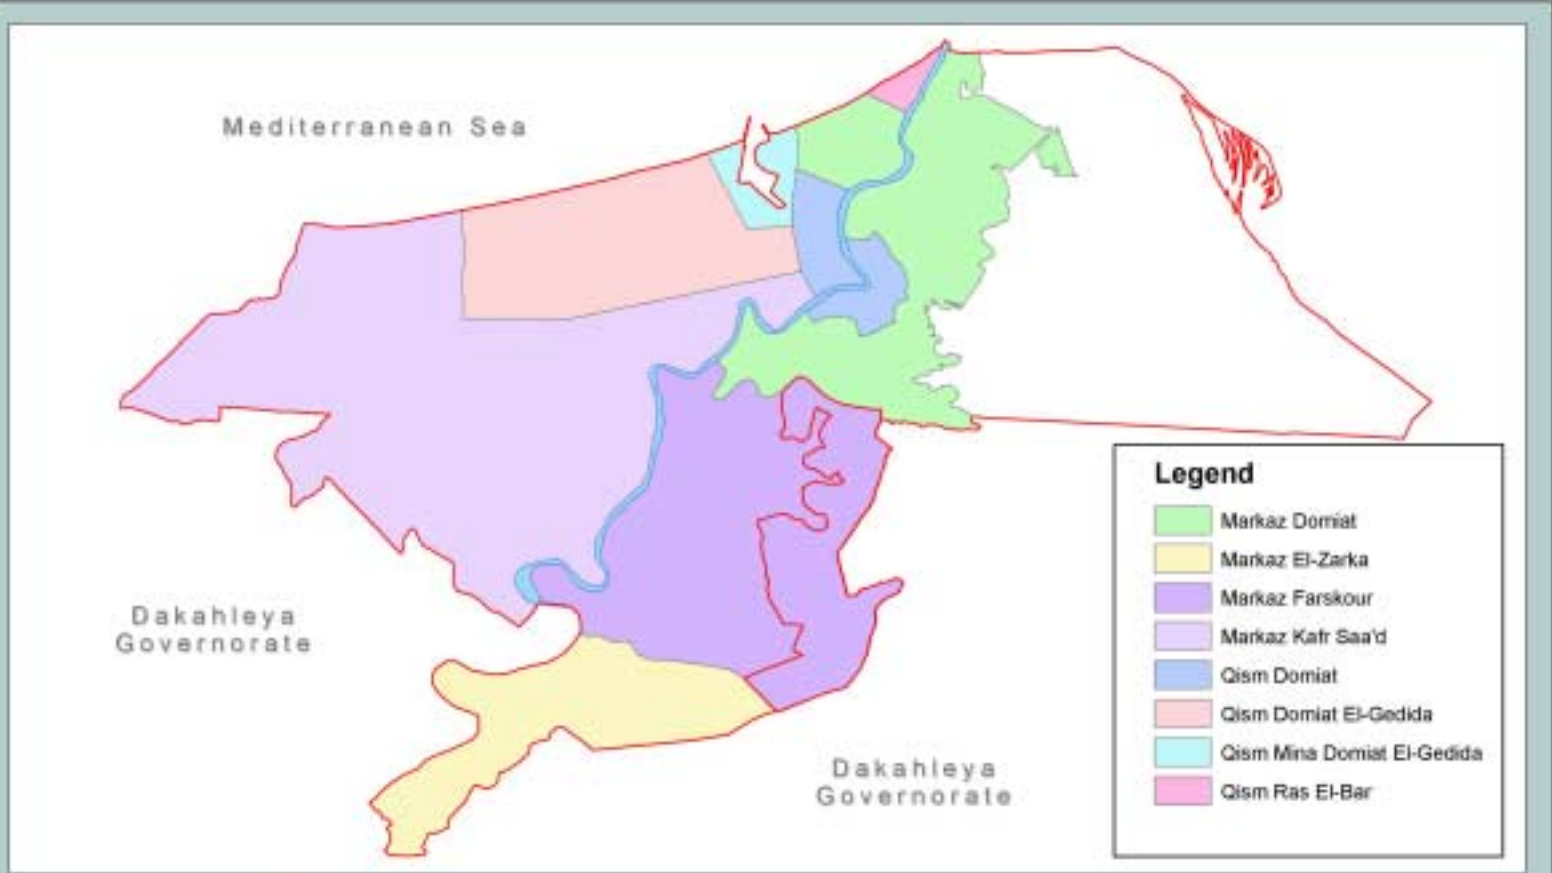 Mediterranean Sea
Dakahleya
Governorate
Dakahleya
Governorate
Legend
Markaz Domiat
Markaz El-Zarka
Markaz Farskour
Markaz Kafr Saa'd
Qism Domiat
Qism Domiat El-Gedida
Qism Mina Domiat El-Gedida
Qism Ras El-Bar